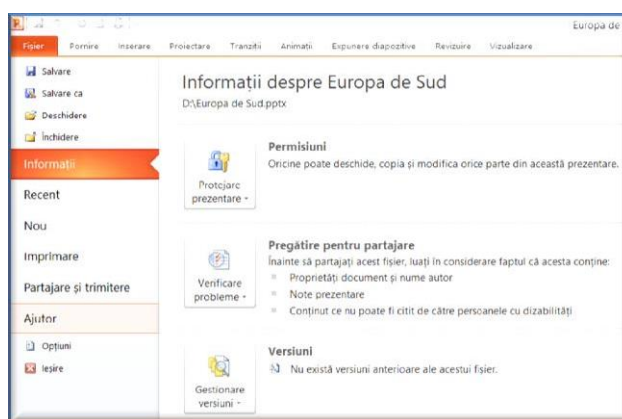 Europa de
Fișier Pornire Inserare Proiectare Tranziții Animații Expunere diapozitive Revizuire Vizualizare
Salvare
Salvare ca
Deschidere
Închidere
Informații
Recent
Nou
Imprimare
Partajare și trimitere
Ajutor
Opțiuni
Ieșire
Informații despre Europa de Sud
D:\Europa de Sud.pptx
Protejare
prezentare
Permisiuni
Oricine poate deschide, copia și modifica orice parte din această prezentare.
Verificare
probleme
Pregătire pentru partajare
Înainte să partajați acest fișier, luați în considerare faptul că acesta conține:
Proprietăți document și nume autor
Note prezentare
Conținut ce nu poate fi citit de către persoanele cu dizabilități
Gestionare
versiuni
Versiuni
Nu există versiuni anterioare ale acestui fișier.